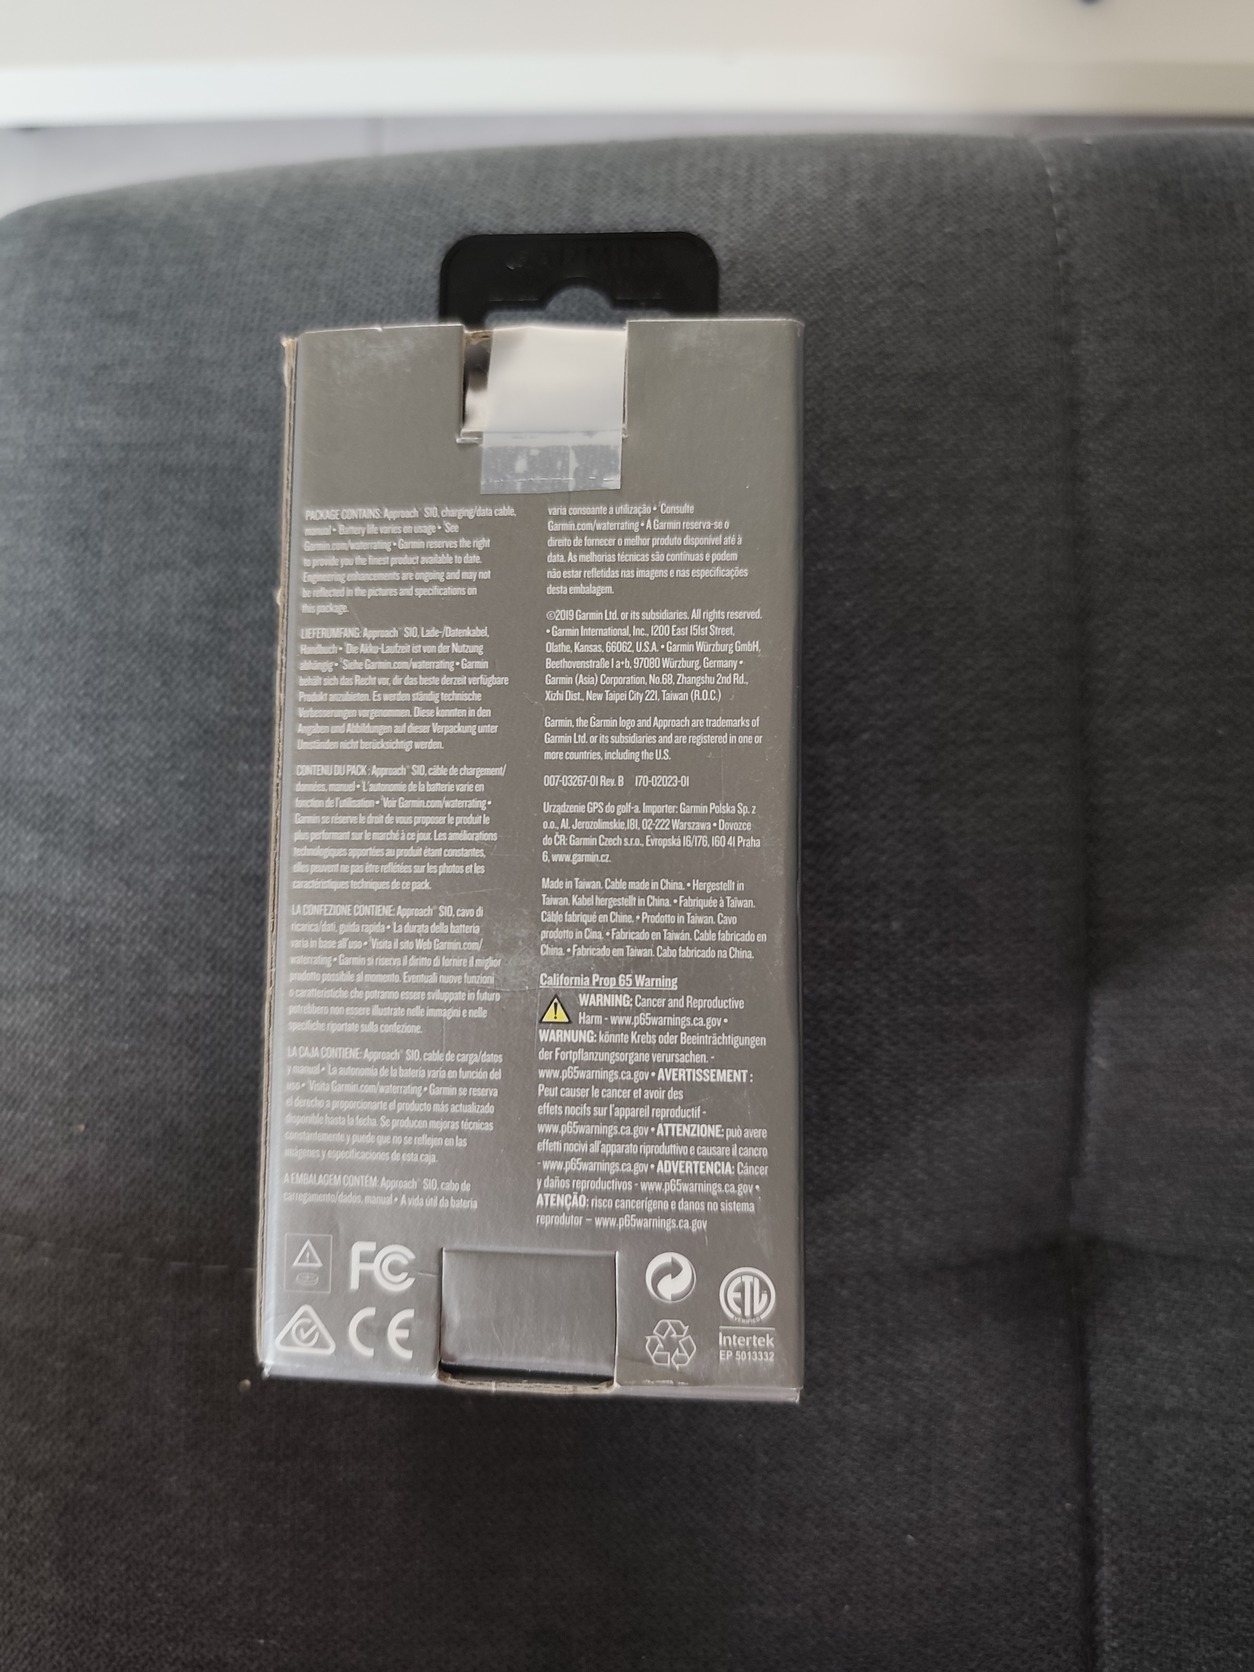 PACKAGE CONTAINS: Approach® S10, charging/data cable,
manual • ¹Battery life varies on usage • ²See
Garmin.com/waterrating • Garmin reserves the right
to provide you the finest product available to date.
Engineering enhancements are ongoing and may not
be reflected in the pictures and specifications on
this package.
LIEFERUMFANG: Approach® S10, Lade-/Datenkabel,
Handbuch • ¹Die Akku-Laufzeit ist von der Nutzung
abhängig • ²Siehe Garmin.com/waterrating • Garmin
behält sich das Recht vor, dir das beste derzeit verfügbare
Produkt anzubieten. Es werden ständig technische
Verbesserungen vorgenommen. Diese konnten in den
Angaben und Abbildungen auf dieser Verpackung unter
Umständen nicht berücksichtigt werden.
CONTENU DU PACK : Approach® S10, câble de chargement/
données, manuel • ¹L'autonomie de la batterie varie en
fonction de l'utilisation • ²Voir Garmin.com/waterrating •
Garmin se réserve le droit de vous proposer le produit le
plus performant sur le marché à ce jour. Les améliorations
technologiques apportées au produit étant constantes,
elles peuvent ne pas être reflétées sur les photos et les
caractéristiques techniques de ce pack.
LA CONFEZIONE CONTIENE: Approach® S10, cavo di
ricarica/dati, guida rapida • ¹La durata della batteria
varia in base all'uso • ²Visita il sito Web Garmin.com/
waterrating • Garmin si riserva il diritto di fornire il miglior
prodotto possibile al momento. Eventuali nuove funzioni
o caratteristiche che potranno essere sviluppate in futuro
potrebbero non essere illustrate nelle immagini e nelle
specifiche riportate sulla confezione.
LA CAJA CONTIENE: Approach® S10, cable de carga/datos
y manual • ¹La autonomía de la batería varía en función del
uso • ²Visita Garmin.com/waterrating • Garmin se reserva
el derecho a proporcionarte el producto más actualizado
disponible hasta la fecha. Se producen mejoras técnicas
constantemente y puede que no se reflejen en las
imágenes y especificaciones de esta caja.
A EMBALAGEM CONTÉM: Approach® S10, cabo de
carregamento/dados, manual • A vida útil da bateria
varia consoante a utilização • ²Consulte
Garmin.com/waterrating • A Garmin reserva-se o
direito de fornecer o melhor produto disponível até à
data. As melhorias técnicas são contínuas e podem
não estar refletidas nas imagens e nas especificações
desta embalagem.
©2019 Garmin Ltd. or its subsidiaries. All rights reserved.
• Garmin International, Inc., 1200 East 151st Street,
Olathe, Kansas, 66062, U.S.A. • Garmin Würzburg GmbH,
Beethovenstraße 1 a+b, 97080 Würzburg, Germany •
Garmin (Asia) Corporation, No.68, Zhangshu 2nd Rd.,
Xizhi Dist., New Taipei City 221, Taiwan (R.O.C.)
Garmin, the Garmin logo and Approach are trademarks of
Garmin Ltd. or its subsidiaries and are registered in one or
more countries, including the U.S.
007-03267-01 Rev. B 170-02023-01
Urządzenie GPS do golf-a. Importer: Garmin Polska Sp. z
o.o., Al. Jerozolimskie,181, 02-222 Warszawa • Dovozce
do ČR: Garmin Czech s.r.o., Evropská 16/176, 160 41 Praha
6, www.garmin.cz.
Made in Taiwan. Cable made in China. • Hergestellt in
Taiwan. Kabel hergestellt in China. • Fabriquée à Taïwan.
Câble fabriqué en Chine. • Prodotto in Taiwan. Cavo
prodotto in Cina. • Fabricado en Taiwán. Cable fabricado en
China. • Fabricado em Taiwan. Cabo fabricado na China.
California Prop 65 Warning
WARNING: Cancer and Reproductive
Harm - www.p65warnings.ca.gov •
WARNUNG: könnte Krebs oder Beeinträchtigungen
der Fortpflanzungsorgane verursachen. -
www.p65warnings.ca.gov • AVERTISSEMENT :
Peut causer le cancer et avoir des
effets nocifs sur l'appareil reproductif -
www.p65warnings.ca.gov • ATTENZIONE: può avere
effetti nocivi all'apparato riproduttivo e causare il cancro
- www.p65warnings.ca.gov • ADVERTENCIA: Cáncer
y daños reproductivos - www.p65warnings.ca.gov •
ATENÇÃO: risco cancerígeno e danos no sistema
reprodutor – www.p65warnings.ca.gov
FC
CE
ETL
VERIFIED
Intertek
EP 5013332